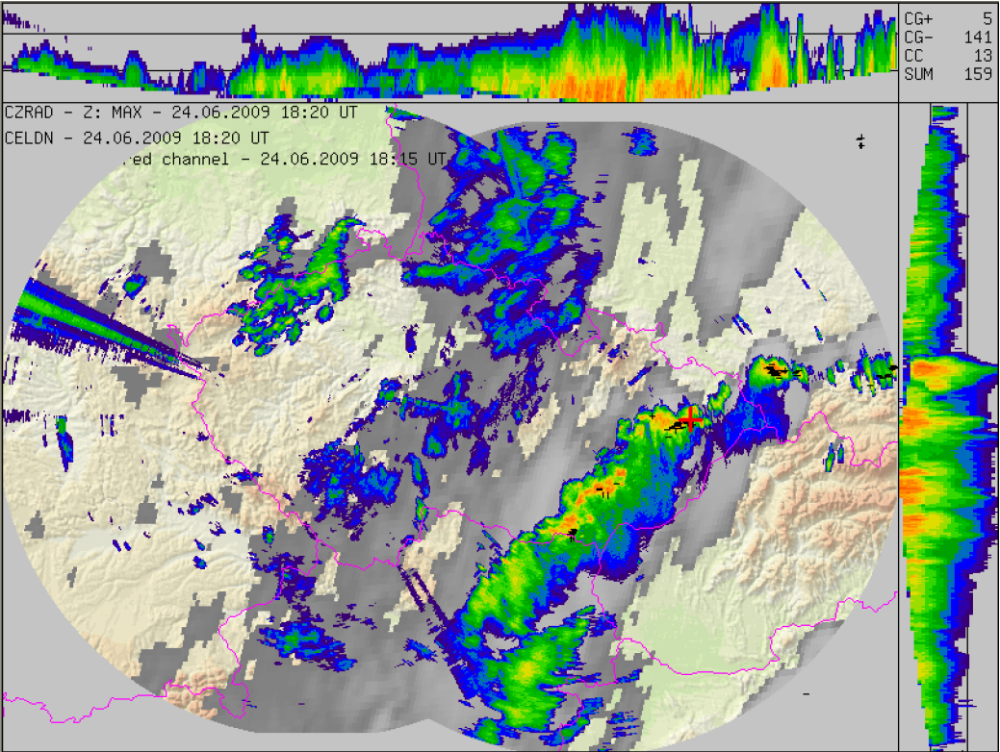 CG+ 5
CG- 141
CC 13
SUM 159
CZRAD - Z: MAX - 24.06.2009 18:20 UT
CELDN - 24.06.2009 18:20 UT
red channel - 24.06.2009 18:15 UT